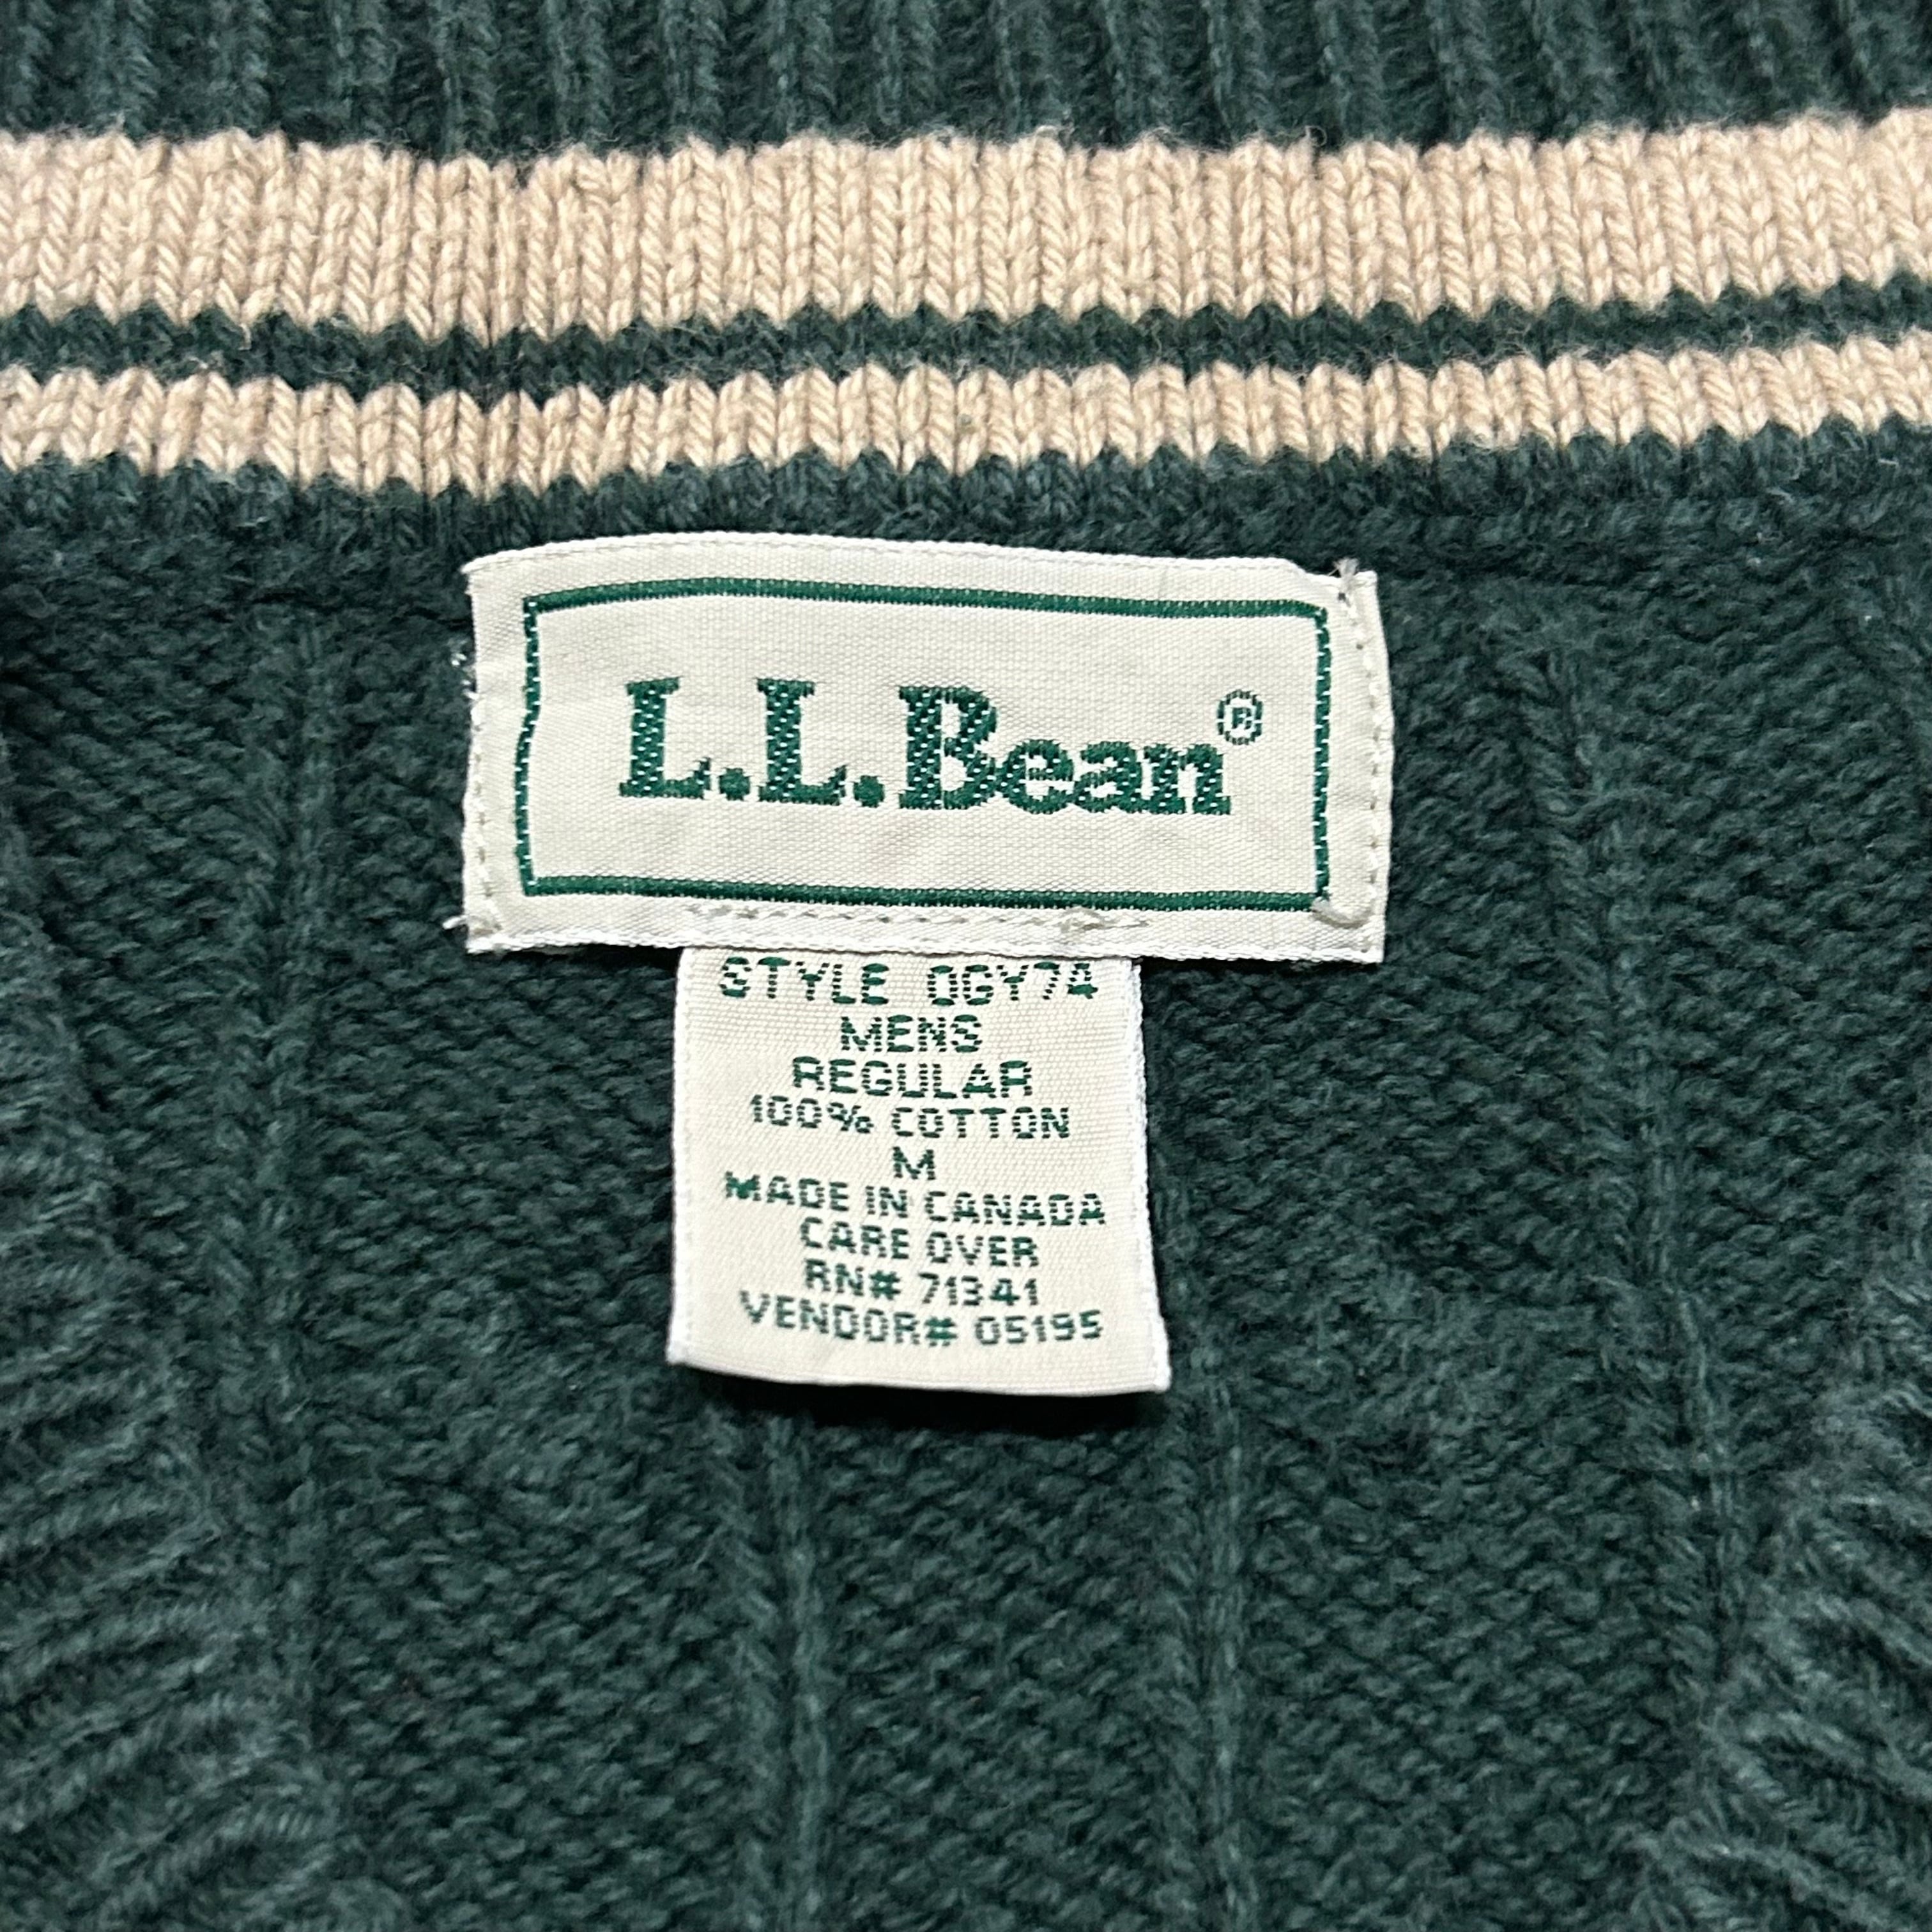 L.L.Bean®
STYLE 0GY74
MENS
REGULAR
100% COTTON
M
MADE IN CANADA
CARE OVER
RN# 71341
VENDOR# 05195